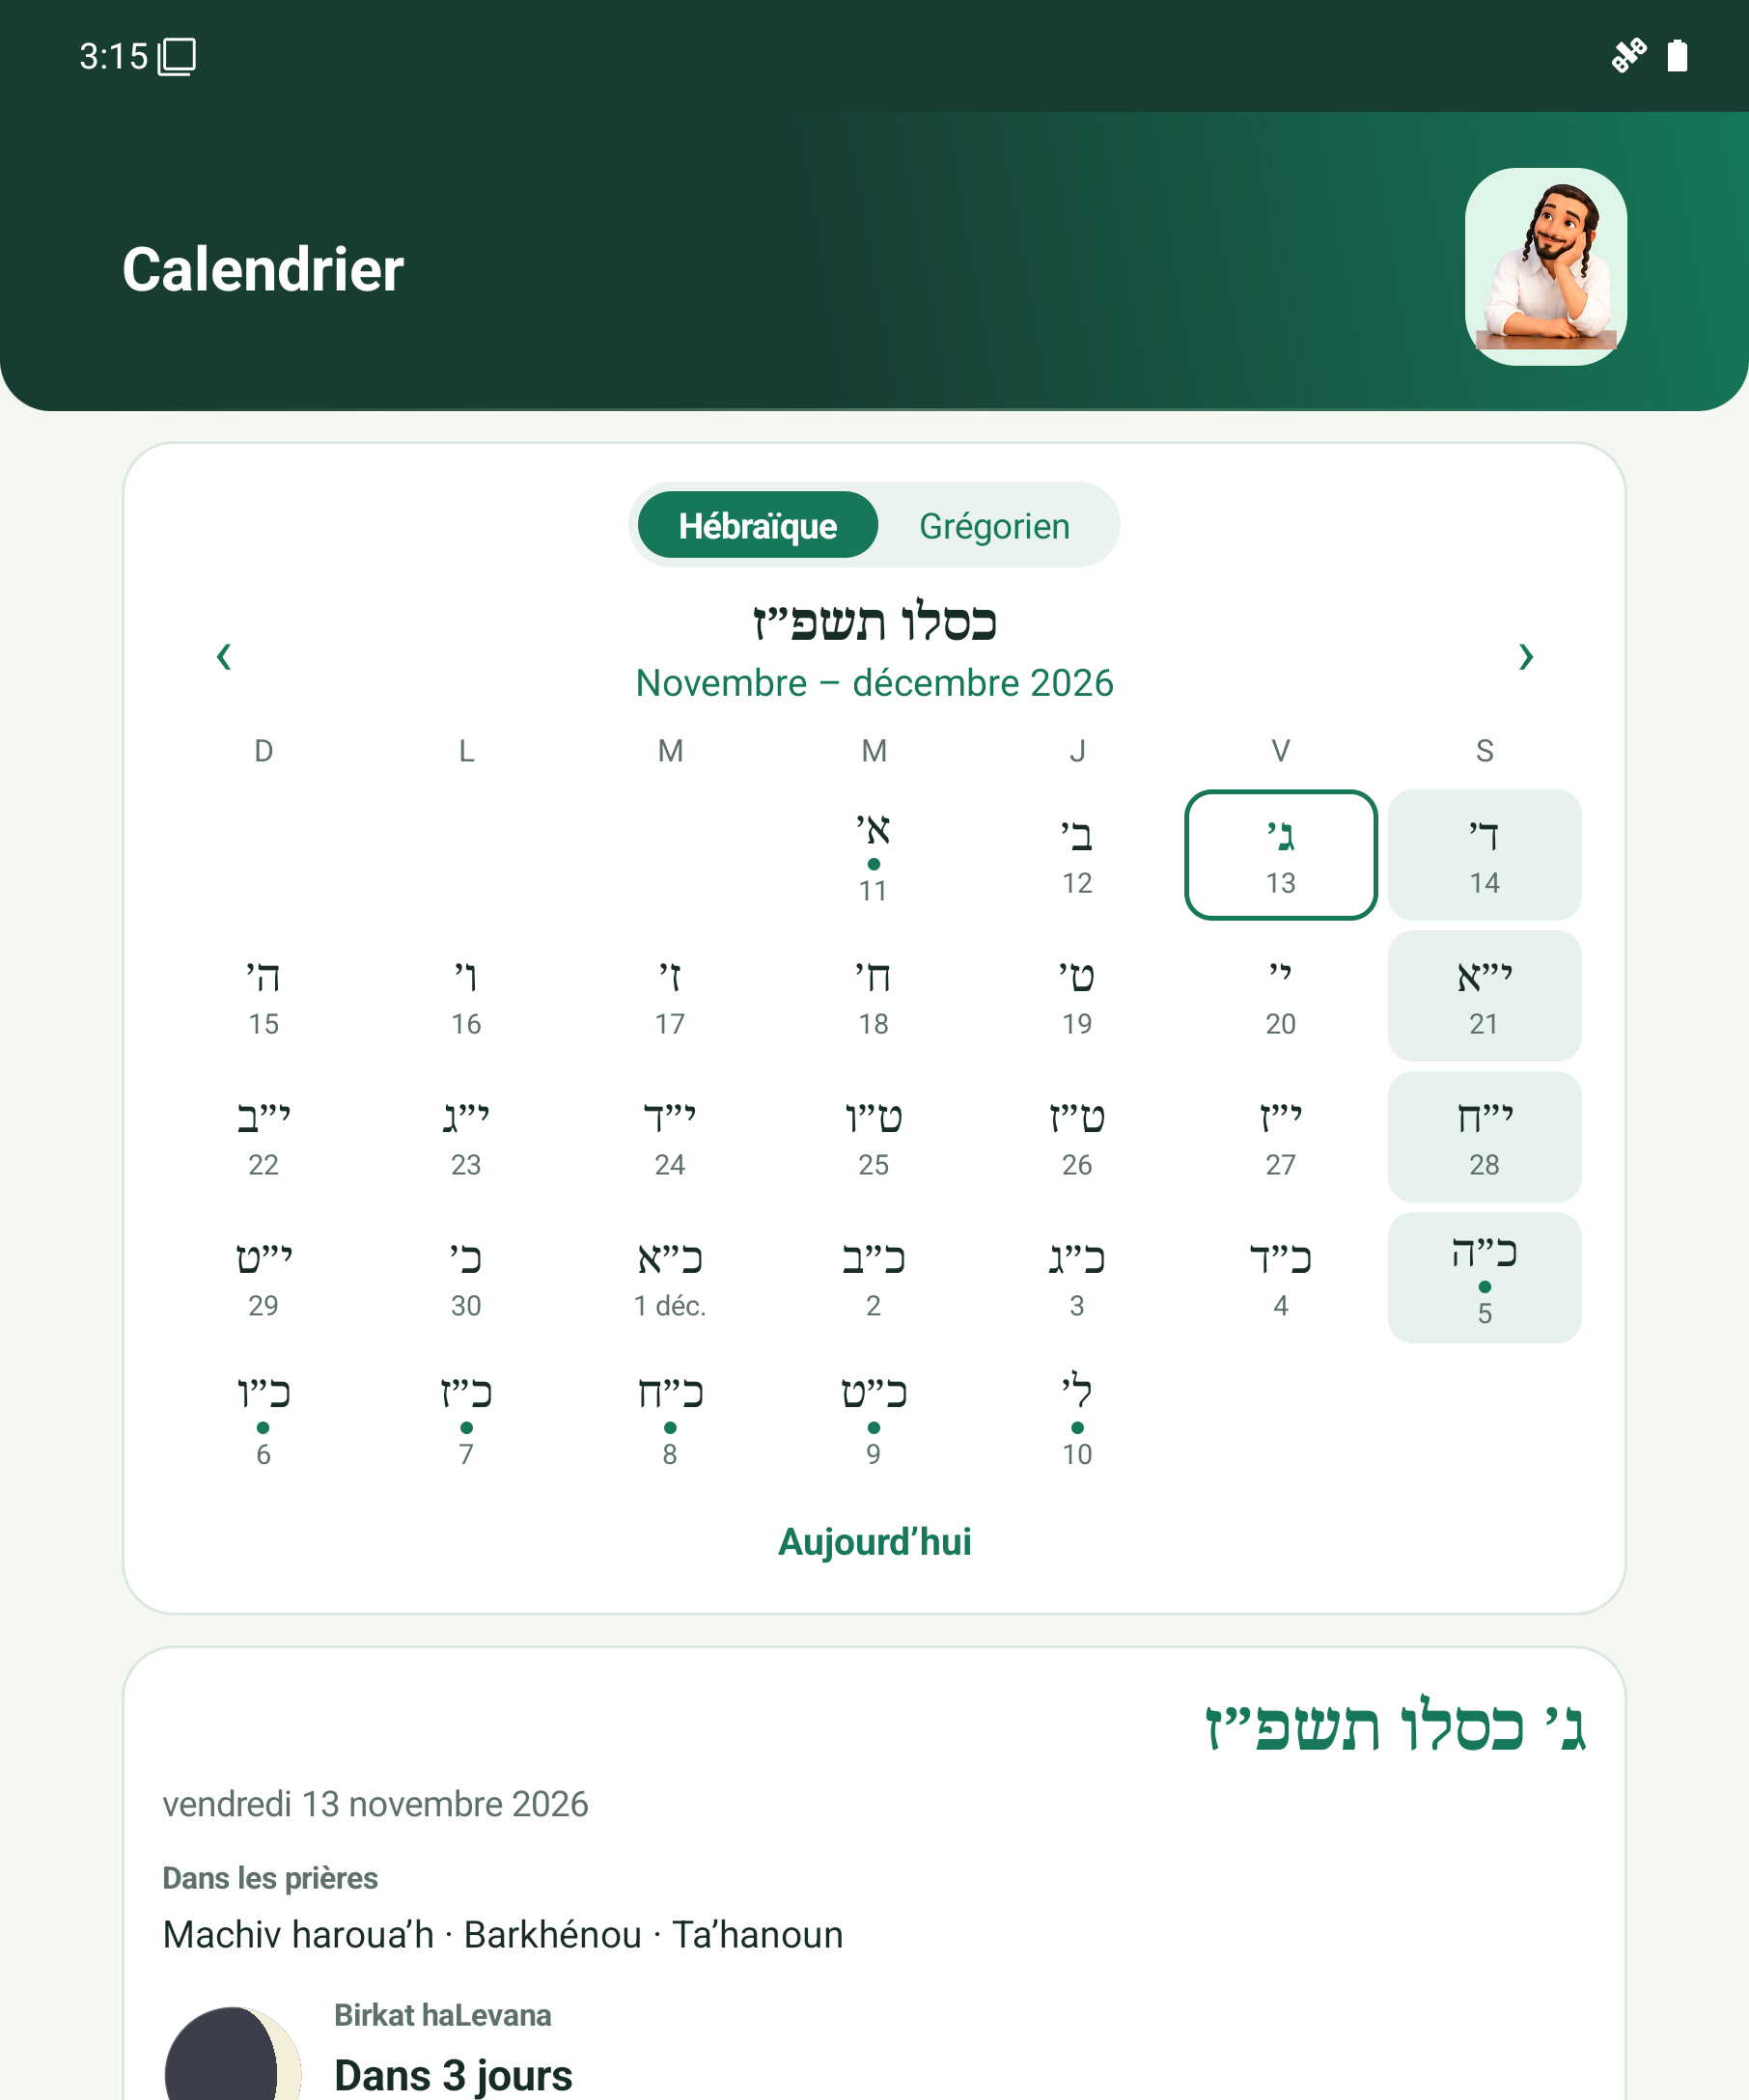 3:15
Calendrier
Hébraïque Grégorien
כסלו תשפ״ז
‹ ›
Novembre – décembre 2026
D L M M J V S
א׳ ב׳ ג׳ ד׳
11 12 13 14
ה׳ ו׳ ז׳ ח׳ ט׳ י׳ י״א
15 16 17 18 19 20 21
י״ב י״ג י״ד ט״ו ט״ז י״ז י״ח
22 23 24 25 26 27 28
י״ט כ׳ כ״א כ״ב כ״ג כ״ד כ״ה
29 30 1 déc. 2 3 4 5
כ״ו כ״ז כ״ח כ״ט ל׳
6 7 8 9 10
Aujourd’hui
ג׳ כסלו תשפ״ז
vendredi 13 novembre 2026
Dans les prières
Machiv haroua’h · Barkhénou · Ta’hanoun
Birkat haLevana
Dans 3 jours